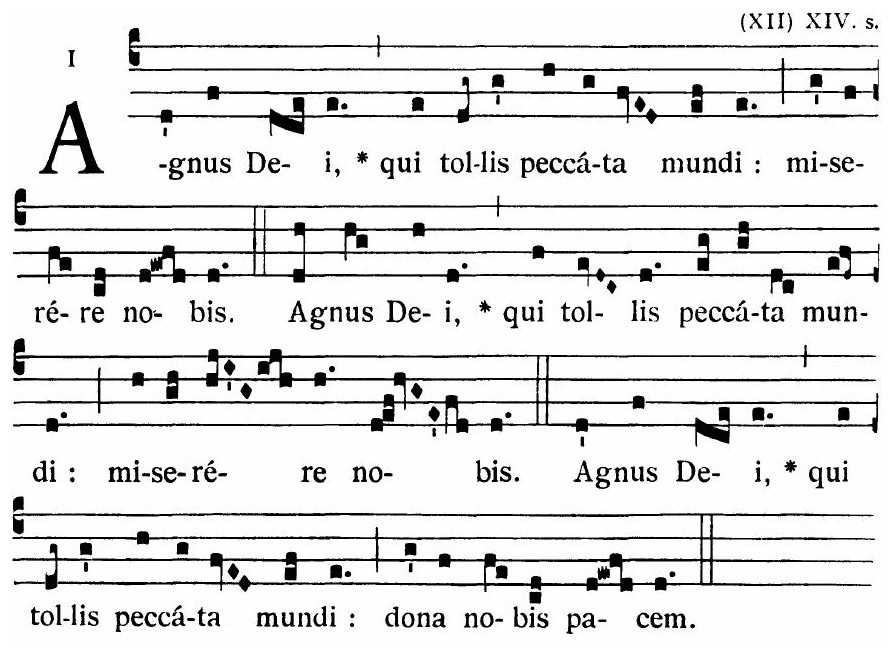 (XII) XIV. s.
I
A-gnus De- i, * qui tol-lis peccá-ta mundi : mi-se-
ré- re no- bis. Agnus De- i, * qui tol- lis peccá-ta mun-
di : mi-se-ré- re no- bis. Agnus De- i, * qui
tol-lis peccá-ta mundi : dona no- bis pa- cem.